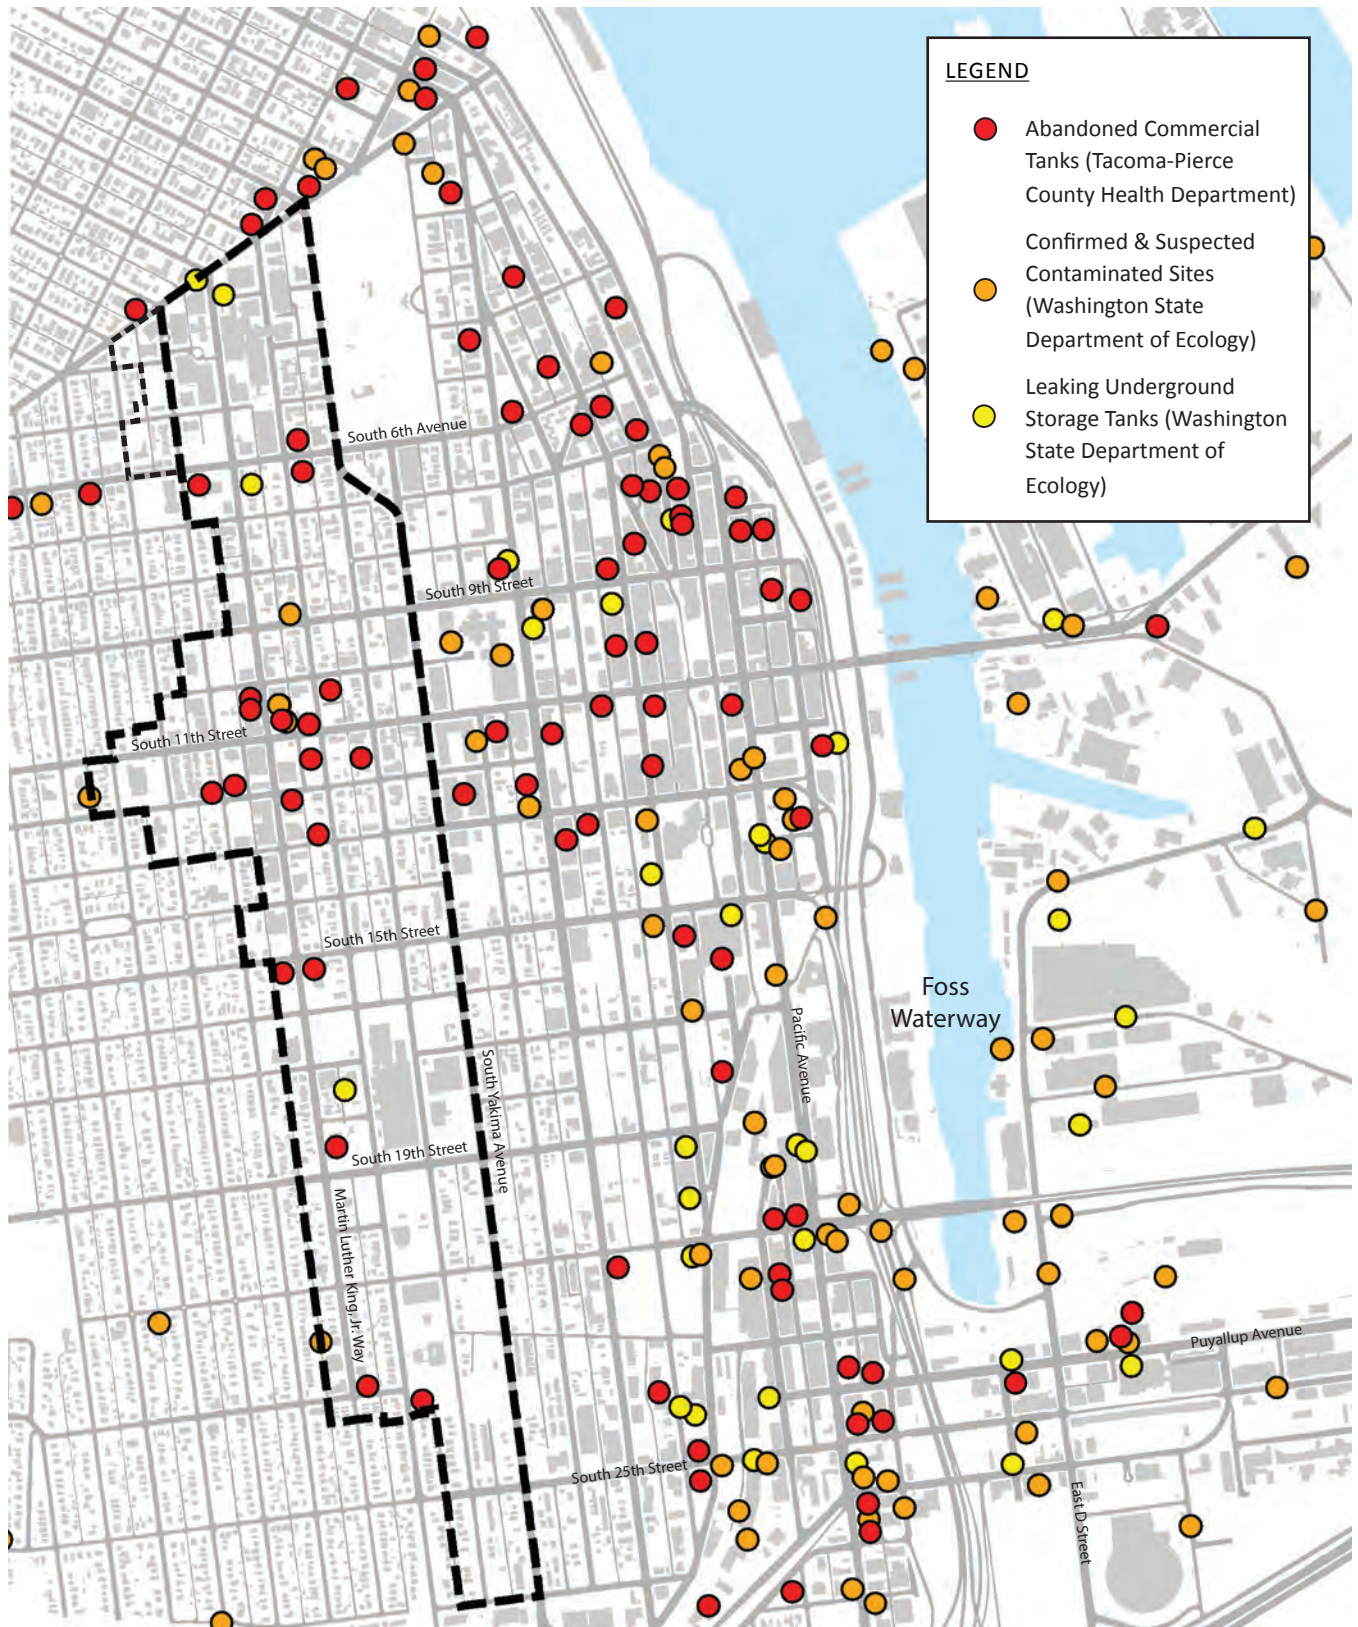 LEGEND
Abandoned Commercial
Tanks (Tacoma-Pierce
County Health Department)
Confirmed & Suspected
Contaminated Sites
(Washington State
Department of Ecology)
Leaking Underground
Storage Tanks (Washington
State Department of
Ecology)
South 6th Avenue
South 9th Street
South 11th Street
South 15th Street
Foss
Waterway
Pacific Avenue
South Yakima Avenue
South 19th Street
Martin Luther King, Jr. Way
Puyallup Avenue
South 25th Street
East D Street